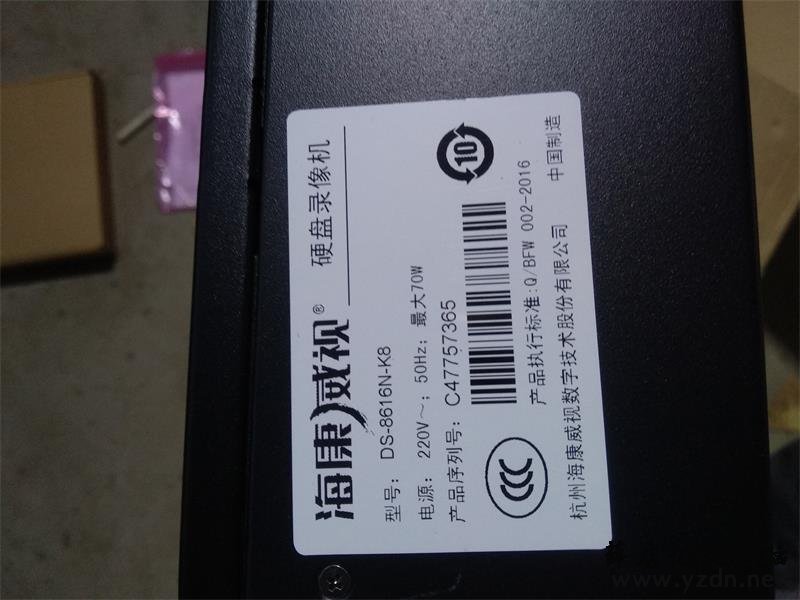 海康威视® 硬盘录像机
型号: DS-8616N-K8
电源: 220V～; 50Hz; 最大70W
产品序列号: C47757365
10
产品执行标准:Q/BFW 002-2016
杭州海康威视数字技术股份有限公司 中国制造
www.yzdn.net